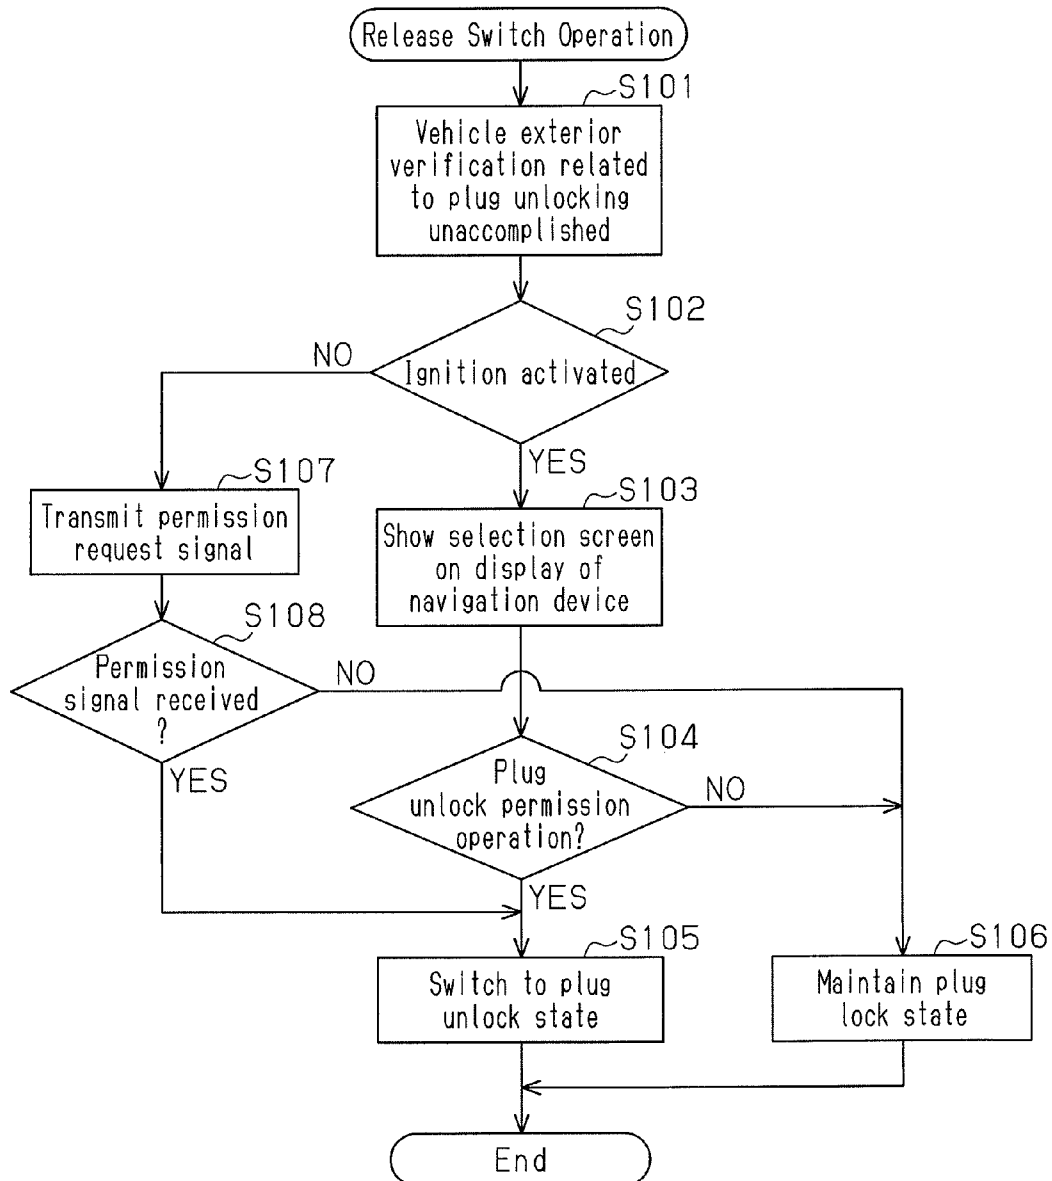 Release Switch Operation
S101
Vehicle exterior
verification related
to plug unlocking
unaccomplished
S102
NO
Ignition activated
YES
S107
Transmit permission
request signal
S103
Show selection screen
on display of
navigation device
S108
Permission
signal received
?
NO
YES
S104
Plug
unlock permission
operation?
NO
YES
S105
Switch to plug
unlock state
S106
Maintain plug
lock state
End